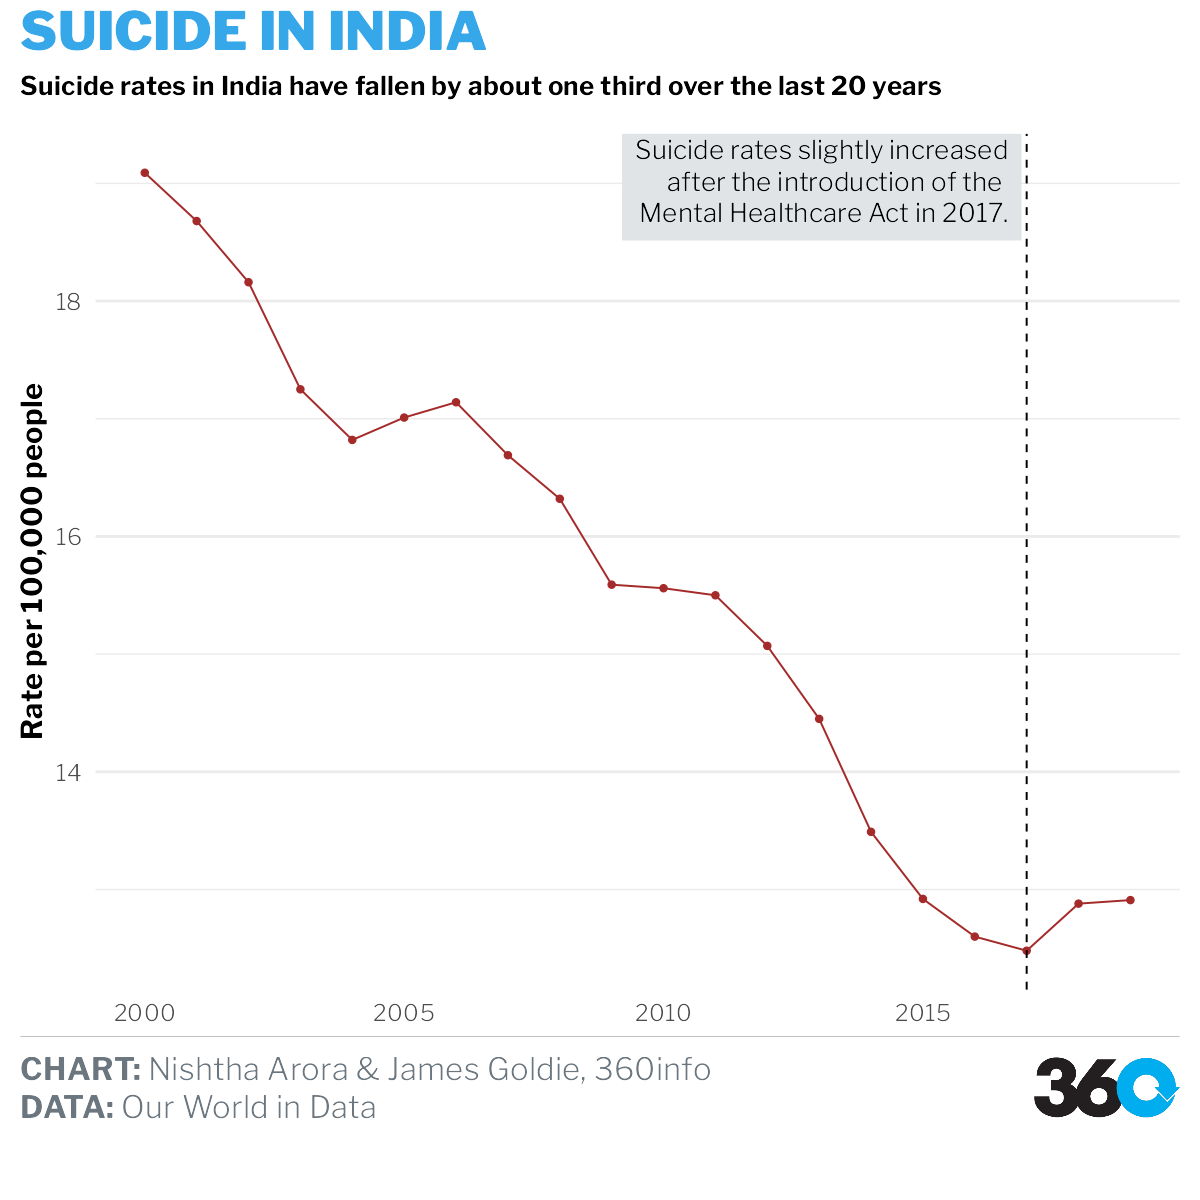 SUICIDE IN INDIA
Suicide rates in India have fallen by about one third over the last 20 years
Suicide rates slightly increased
after the introduction of the
Mental Healthcare Act in 2017.
Rate per 100,000 people
18
16
14
2000 2005 2010 2015
CHART: Nishtha Arora & James Goldie, 360info
DATA: Our World in Data
360